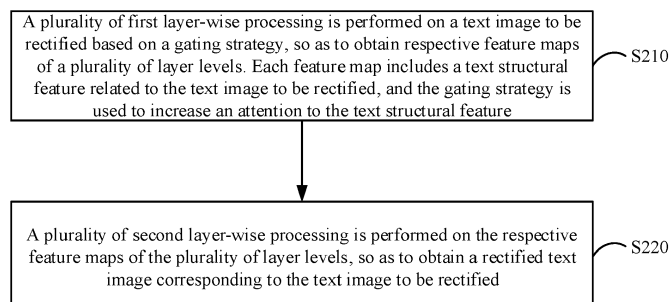 A plurality of first layer-wise processing is performed on a text image to be
rectified based on a gating strategy, so as to obtain respective feature maps
of a plurality of layer levels. Each feature map includes a text structural
feature related to the text image to be rectified, and the gating strategy is
used to increase an attention to the text structural feature
S210
A plurality of second layer-wise processing is performed on the respective
feature maps of the plurality of layer levels, so as to obtain a rectified text
image corresponding to the text image to be rectified
S220